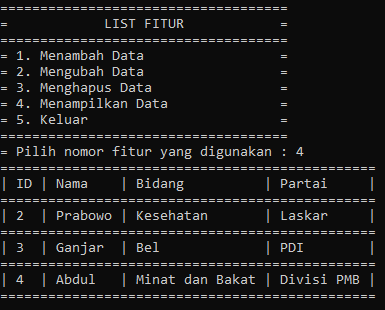 ====================================
=            LIST FITUR            =
====================================
= 1. Menambah Data                 =
= 2. Mengubah Data                 =
= 3. Menghapus Data                =
= 4. Menampilkan Data              =
= 5. Keluar                        =
====================================
= Pilih nomor fitur yang digunakan : 4
===============================================
| ID | Nama    | Bidang          | Partai     |
===============================================
| 2  | Prabowo | Kesehatan       | Laskar     |
===============================================
| 3  | Ganjar  | Bel             | PDI        |
===============================================
| 4  | Abdul   | Minat dan Bakat | Divisi PMB |
===============================================